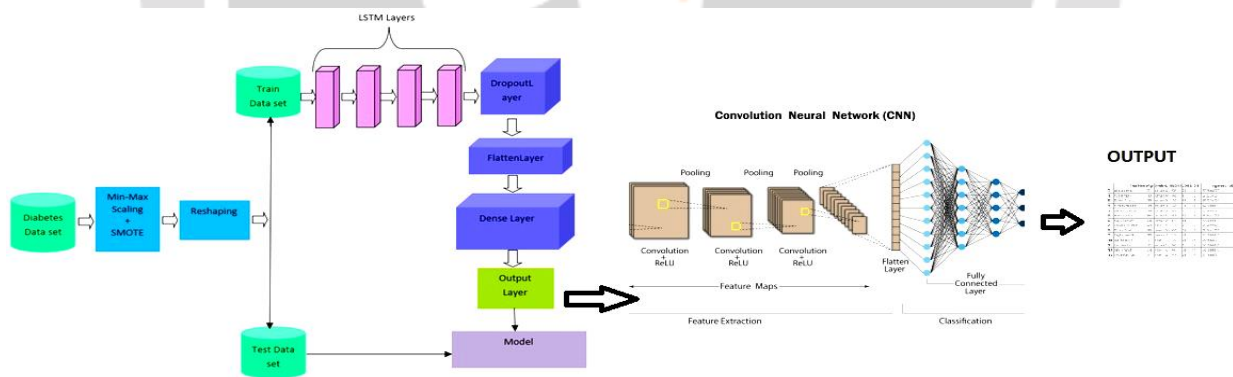 LSTM Layers
Train
Data set
DropoutL
ayer
FlattenLayer
Dense Layer
Output
Layer
Model
Diabetes
Data set
Min-Max
Scaling
+
SMOTE
Reshaping
Test Data
set
Convolution Neural Network (CNN)
Pooling
Pooling
Pooling
Convolution
+
ReLU
Convolution
+
ReLU
Convolution
+
ReLU
Flatten
Layer
Fully
Connected
Layer
Feature Maps
Feature Extraction
Classification
OUTPUT